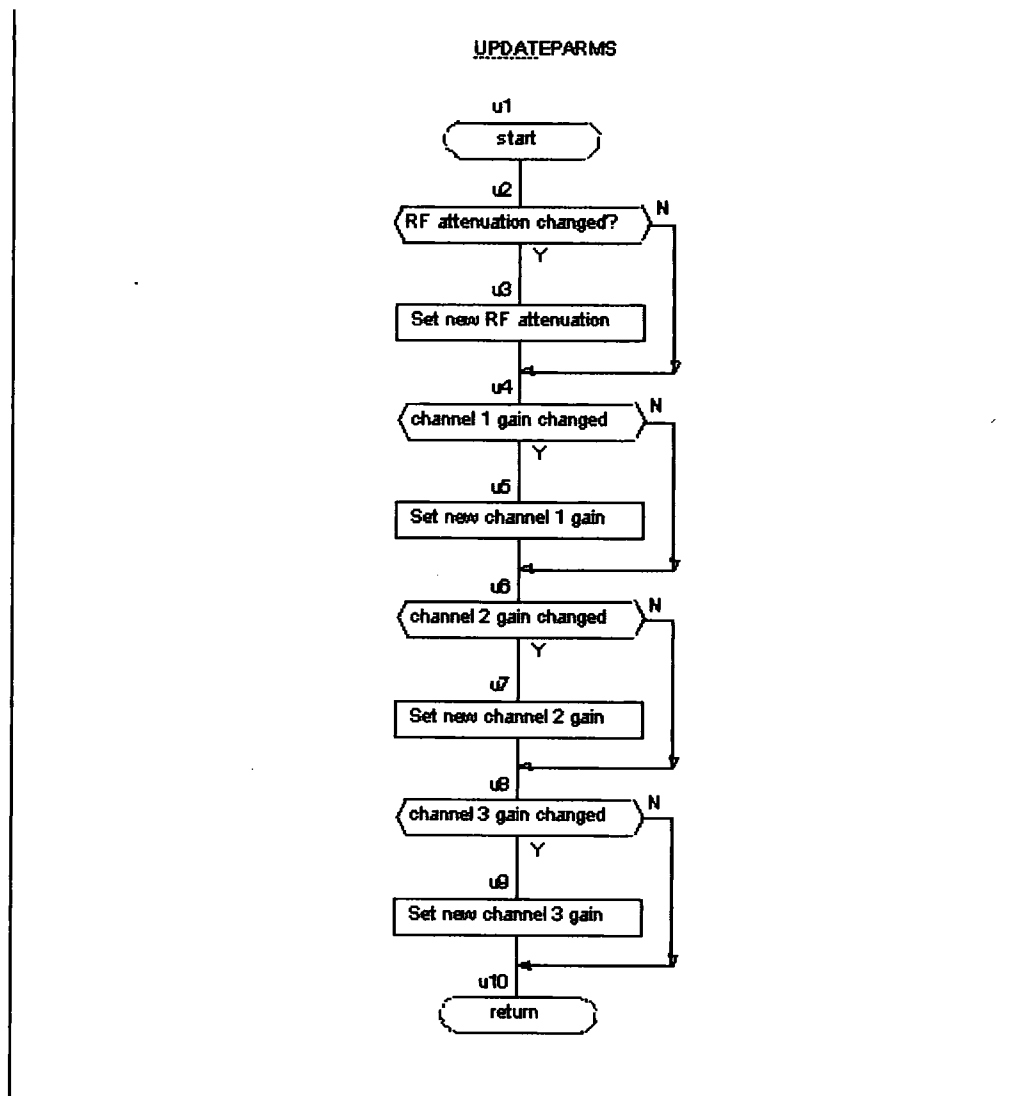 UPDATEPARMS
u1
start
u2
RF attenuation changed?
N
Y
u3
Set new RF attenuation
u4
channel 1 gain changed
N
Y
u5
Set new channel 1 gain
u6
channel 2 gain changed
N
Y
u7
Set new channel 2 gain
u8
channel 3 gain changed
N
Y
u9
Set new channel 3 gain
u10
return